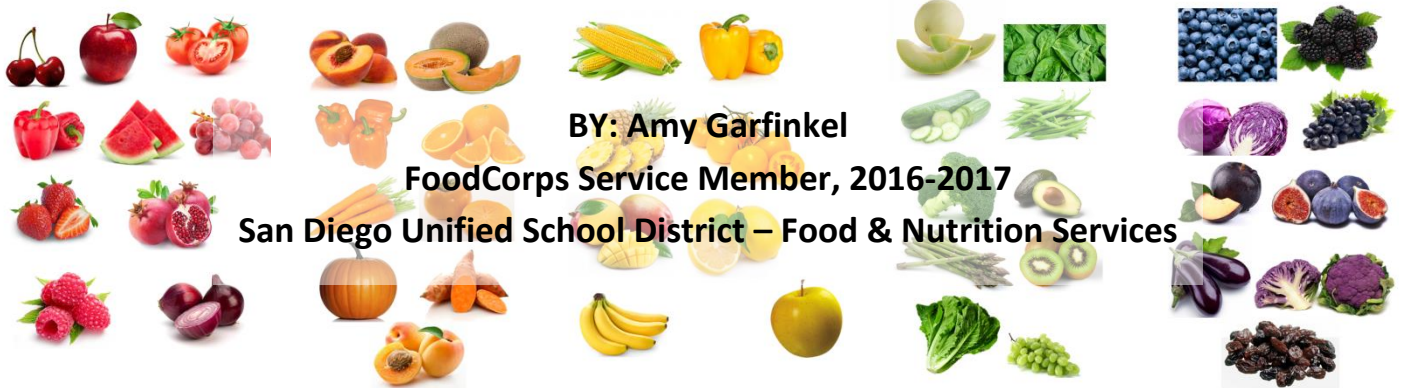 BY: Amy Garfinkel
FoodCorps Service Member, 2016-2017
San Diego Unified School District – Food & Nutrition Services